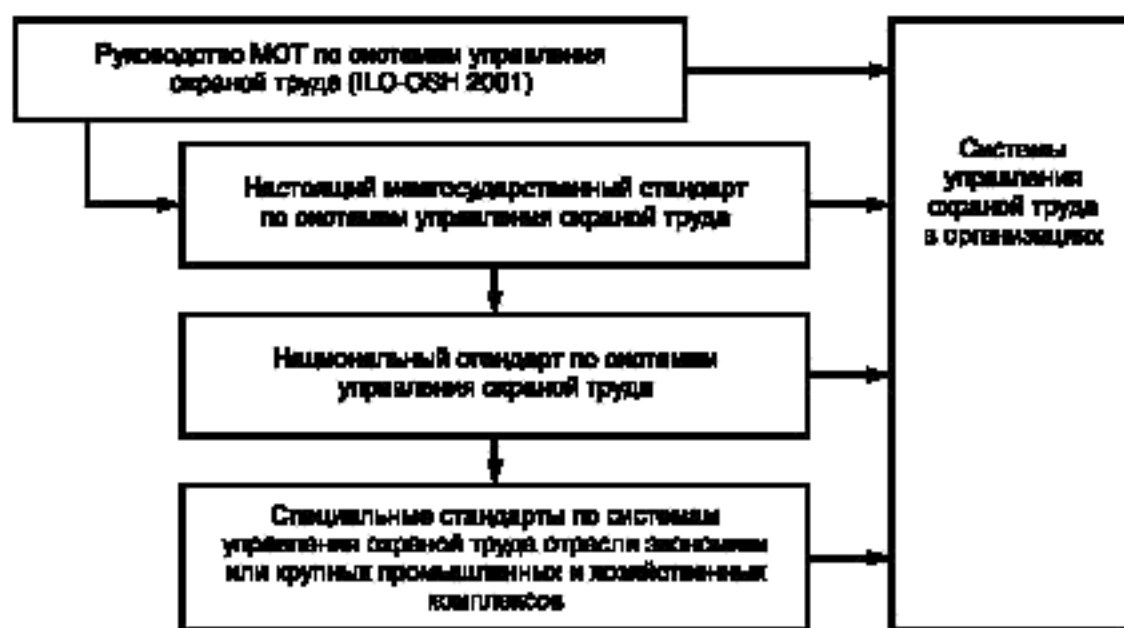 Руководство МОТ по системам управления
охраной труда (ILO-OSH 2001)
Настоящий межгосударственный стандарт
по системам управления охраной труда
Национальный стандарт по системам
управления охраной труда
Специальные стандарты по системам
управления охраной труда отрасли экономики
или крупных промышленных и хозяйственных
комплексов
Системы
управления
охраной труда
в организациях